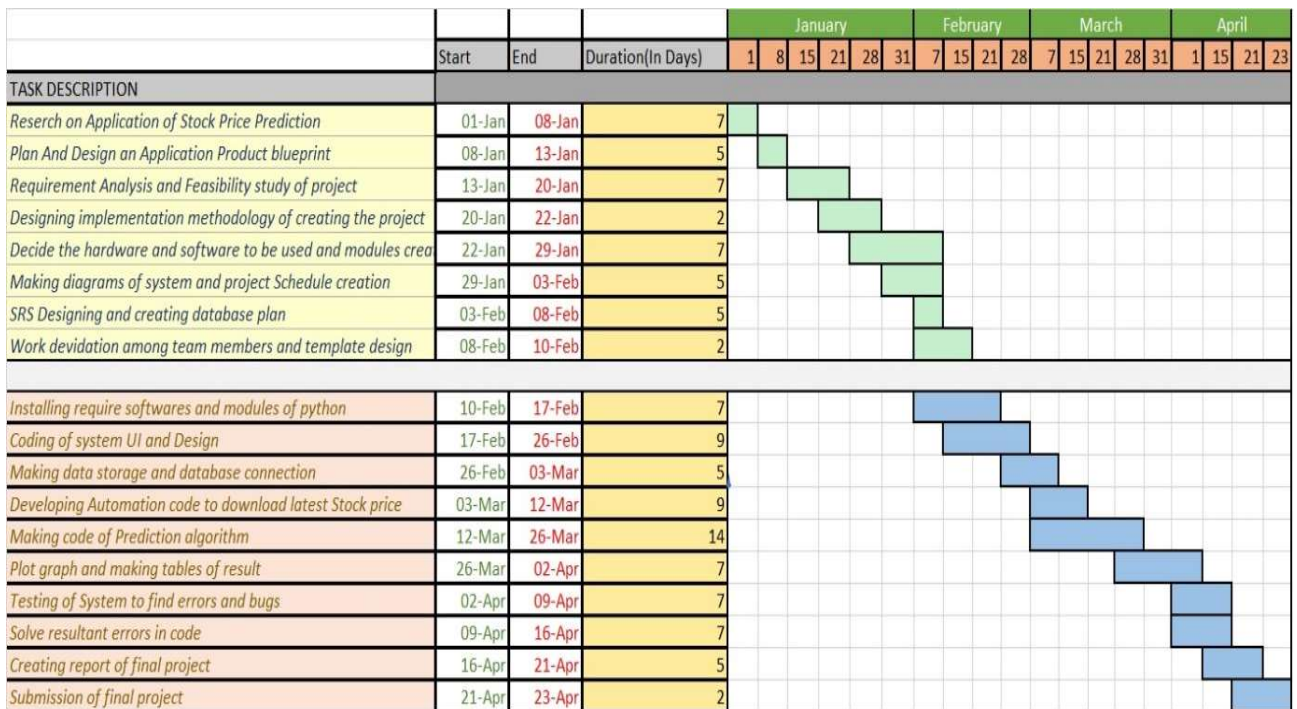 January February March April
Start End Duration(In Days) 1 8 15 21 28 31 7 15 21 28 7 15 21 28 31 1 15 21 23
TASK DESCRIPTION
Reserch on Application of Stock Price Prediction 01-Jan 08-Jan 7
Plan And Design an Application Product blueprint 08-Jan 13-Jan 5
Requirement Analysis and Feasibility study of project 13-Jan 20-Jan 7
Designing implementation methodology of creating the project 20-Jan 22-Jan 2
Decide the hardware and software to be used and modules crea 22-Jan 29-Jan 7
Making diagrams of system and project Schedule creation 29-Jan 03-Feb 5
SRS Designing and creating database plan 03-Feb 08-Feb 5
Work devidation among team members and template design 08-Feb 10-Feb 2
Installing require softwares and modules of python 10-Feb 17-Feb 7
Coding of system UI and Design 17-Feb 26-Feb 9
Making data storage and database connection 26-Feb 03-Mar 5
Developing Automation code to download latest Stock price 03-Mar 12-Mar 9
Making code of Prediction algorithm 12-Mar 26-Mar 14
Plot graph and making tables of result 26-Mar 02-Apr 7
Testing of System to find errors and bugs 02-Apr 09-Apr 7
Solve resultant errors in code 09-Apr 16-Apr 7
Creating report of final project 16-Apr 21-Apr 5
Submission of final project 21-Apr 23-Apr 2